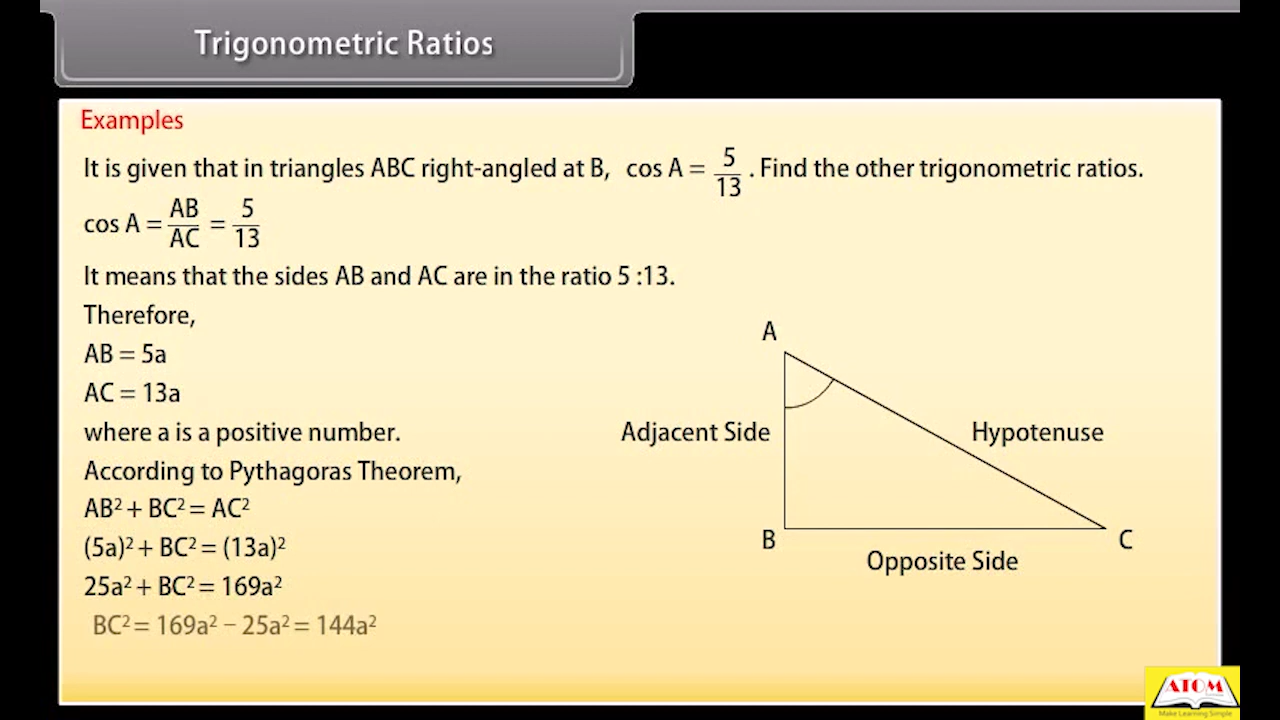 Trigonometric Ratios
Examples
It is given that in triangles ABC right-angled at B, cos A = 5/13 . Find the other trigonometric ratios.
cos A = AB/AC = 5/13
It means that the sides AB and AC are in the ratio 5 :13.
Therefore,
AB = 5a
AC = 13a
where a is a positive number.
According to Pythagoras Theorem,
AB² + BC² = AC²
(5a)² + BC² = (13a)²
25a² + BC² = 169a²
BC² = 169a² − 25a² = 144a²
A
Adjacent Side
Hypotenuse
B
C
Opposite Side
ATOM
Make Learning Simple